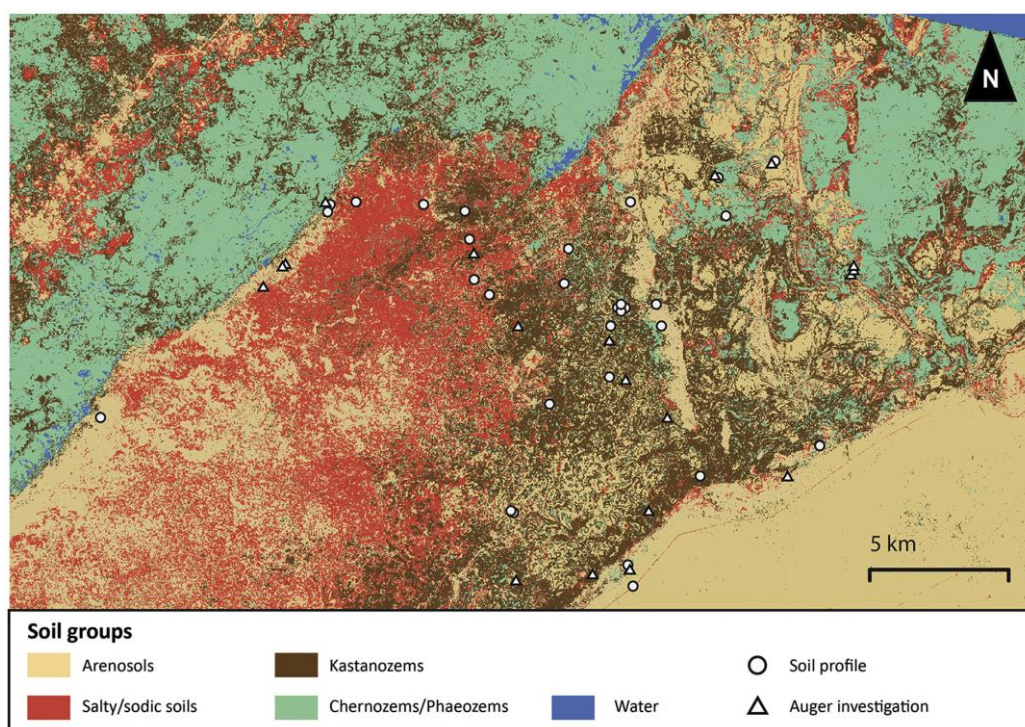 N
5 km
Soil groups
Arenosols
Kastanozems
Soil profile
Salty/sodic soils
Chernozems/Phaeozems
Water
Auger investigation